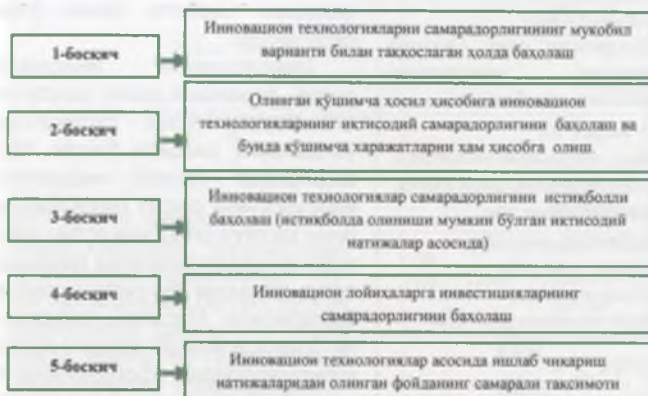 1-босқич
Инновацион технологияларни самарадорлигининг муқобил
варианти билан таққослаган ҳолда баҳолаш
2-босқич
Олинган қўшимча ҳосил ҳисобига инновацион
технологияларнинг иқтисодий самарадорлигини баҳолаш ва
бунда қўшимча харажатларни ҳам ҳисобга олиш.
3-босқич
Инновацион технологиялар самарадорлигини истиқболли
баҳолаш (истиқболда олиниши мумкин бўлган иқтисодий
натижалар асосида)
4-босқич
Инновацион лойиҳаларга инвестицияларнинг
самарадорлигини баҳолаш
5-босқич
Инновацион технологиялар асосида ишлаб чиқариш
натижаларидан олинган фойданинг самарали тақсимоти